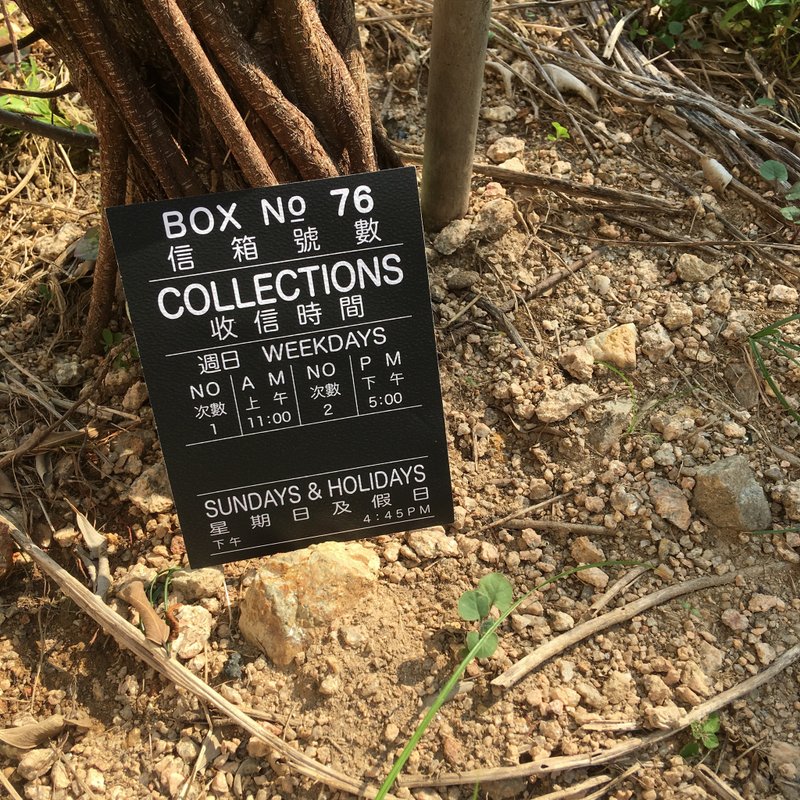 BOX No 76
信箱號數
COLLECTIONS
收信時間
週日 WEEKDAYS
NO AM NO PM
次數 上午 次數 下午
1 11:00 2 5:00
SUNDAYS & HOLIDAYS
星期日及假日
下午 4:45PM